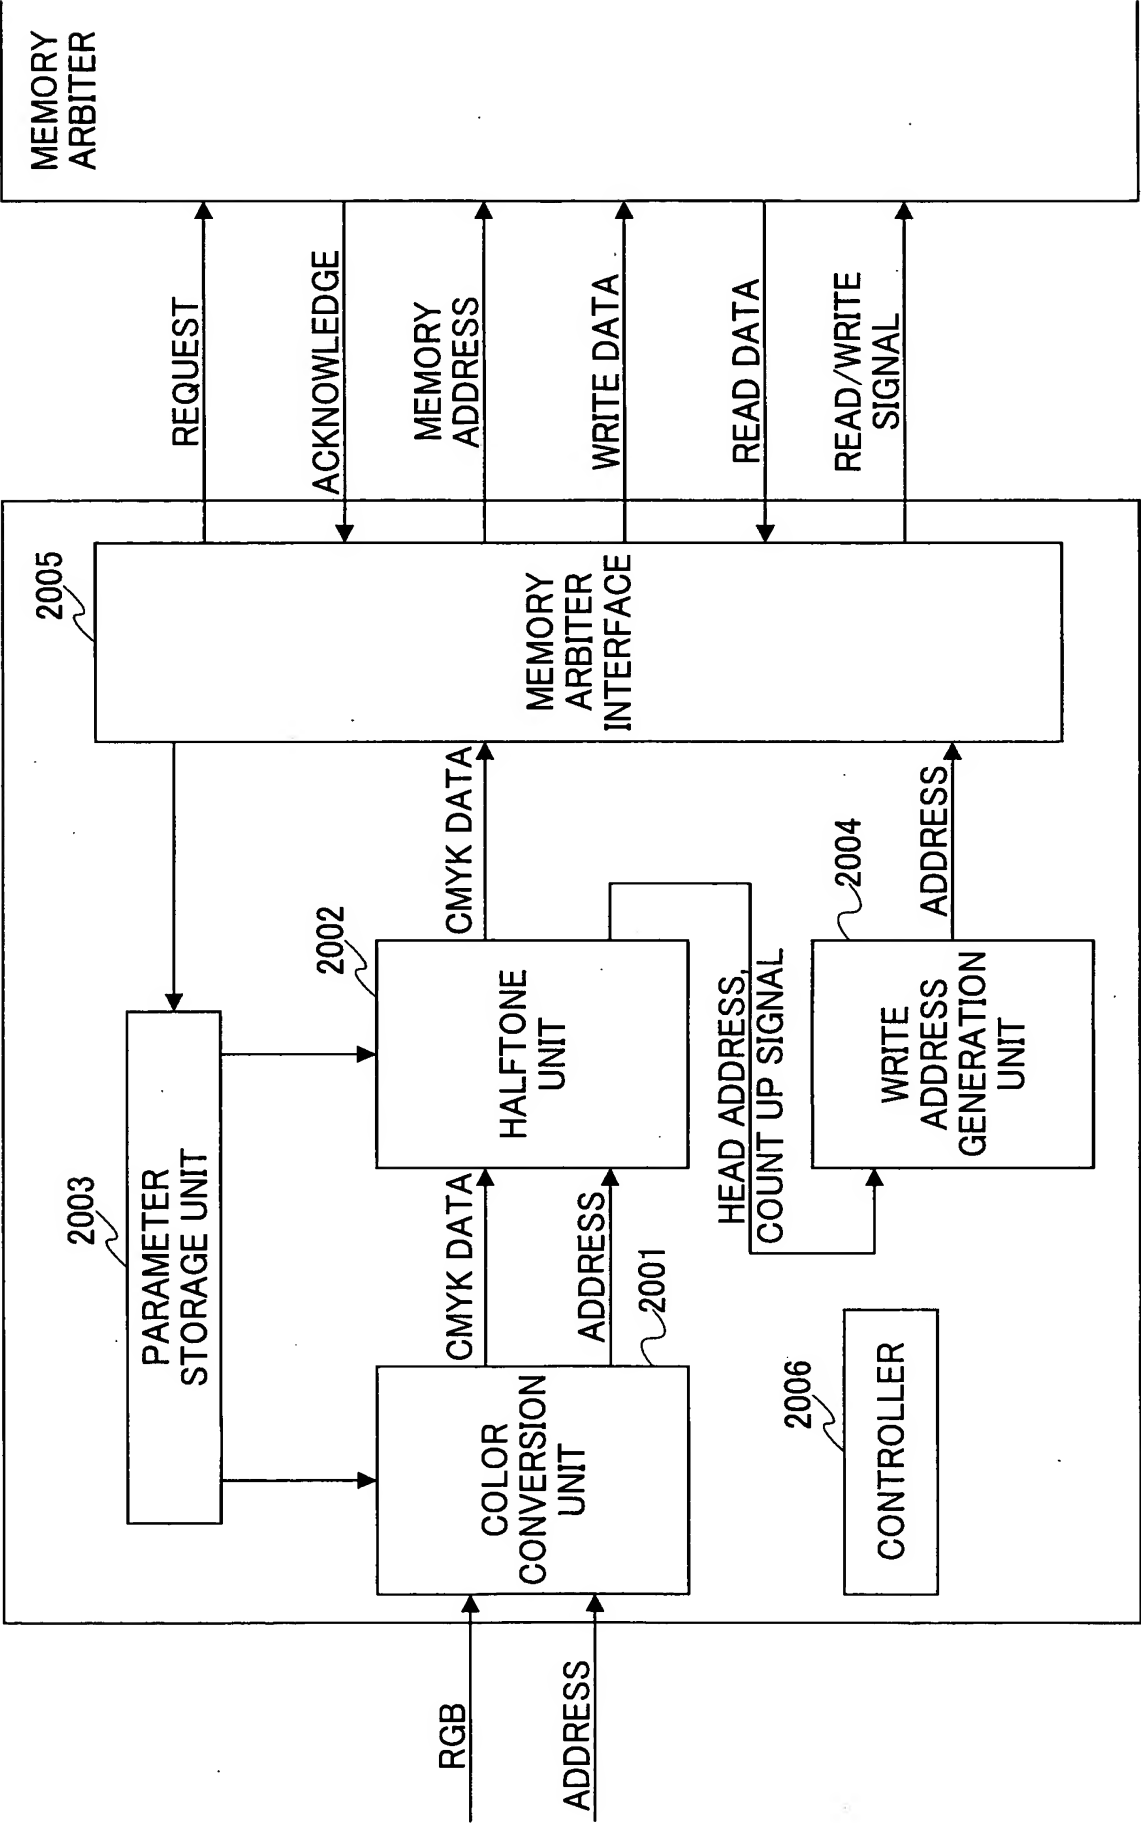 RGB
ADDRESS
2003
PARAMETER
STORAGE UNIT
COLOR
CONVERSION
UNIT
2001
CMYK DATA
ADDRESS
2002
HALFTONE
UNIT
CMYK DATA
HEAD ADDRESS,
COUNT UP SIGNAL
2006
CONTROLLER
2004
WRITE
ADDRESS
GENERATION
UNIT
ADDRESS
2005
MEMORY
ARBITER
INTERFACE
REQUEST
ACKNOWLEDGE
MEMORY
ADDRESS
WRITE DATA
READ DATA
READ/WRITE
SIGNAL
MEMORY
ARBITER